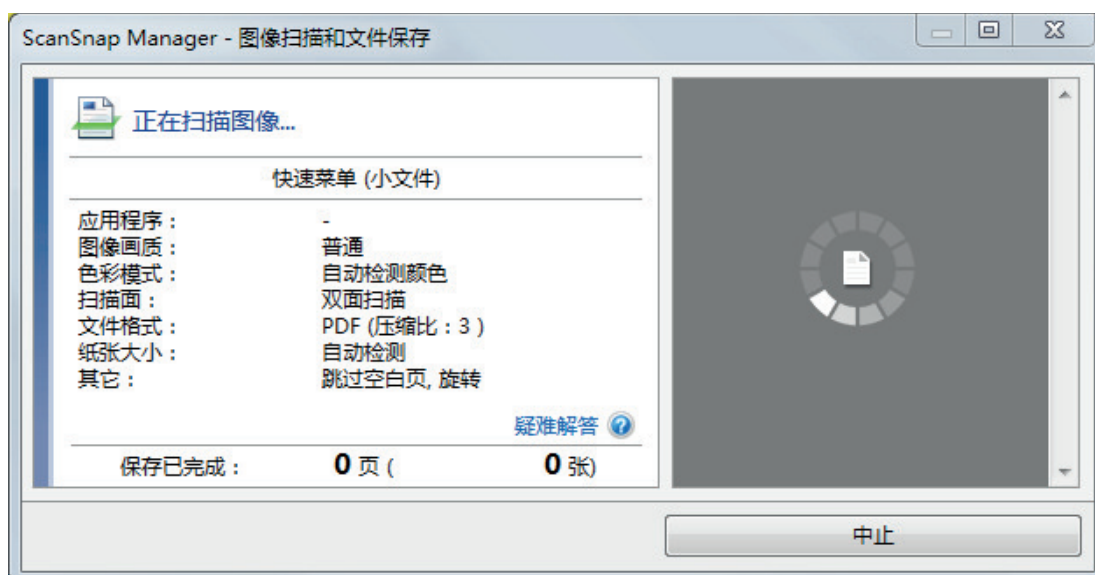 ScanSnap Manager - 图像扫描和文件保存
正在扫描图像...
快速菜单 (小文件)
应用程序： -
图像画质： 普通
色彩模式： 自动检测颜色
扫描面： 双面扫描
文件格式： PDF (压缩比：3 )
纸张大小： 自动检测
其它： 跳过空白页, 旋转
疑难解答 ?
保存已完成： 0 页 ( 0 张)
中止